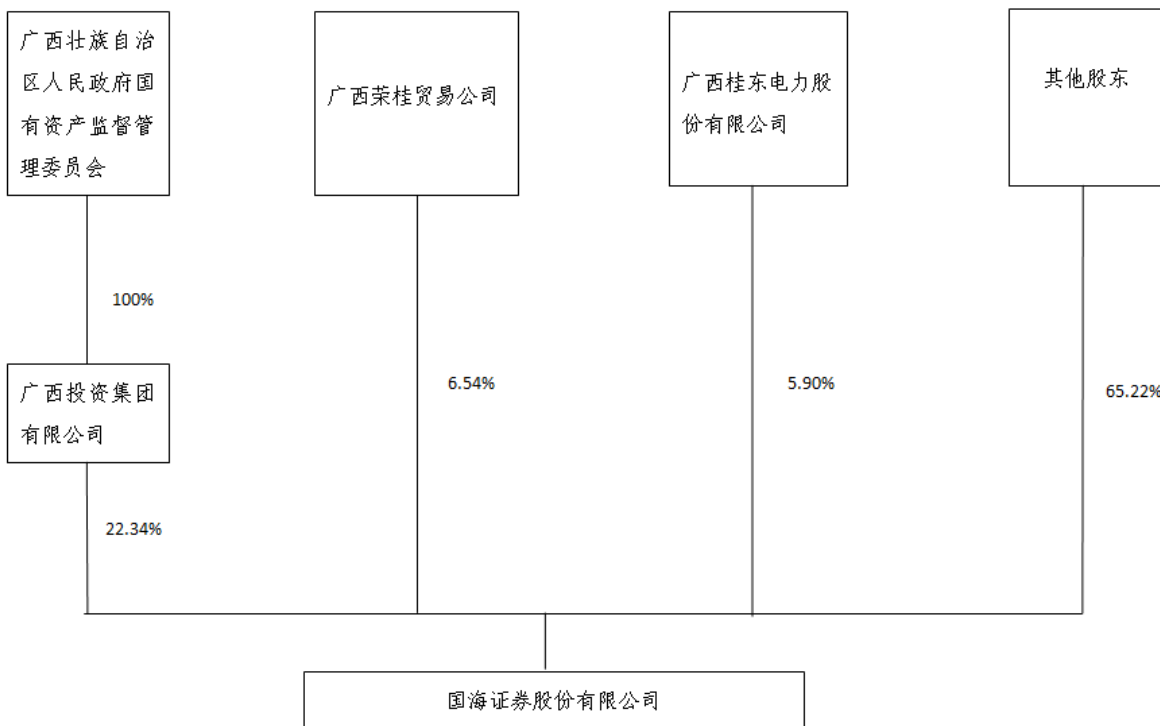 广西壮族自治
区人民政府国
有资产监督管
理委员会
广西荣桂贸易公司
广西桂东电力股
份有限公司
其他股东
100%
广西投资集团
有限公司
6.54%
5.90%
65.22%
22.34%
国海证券股份有限公司